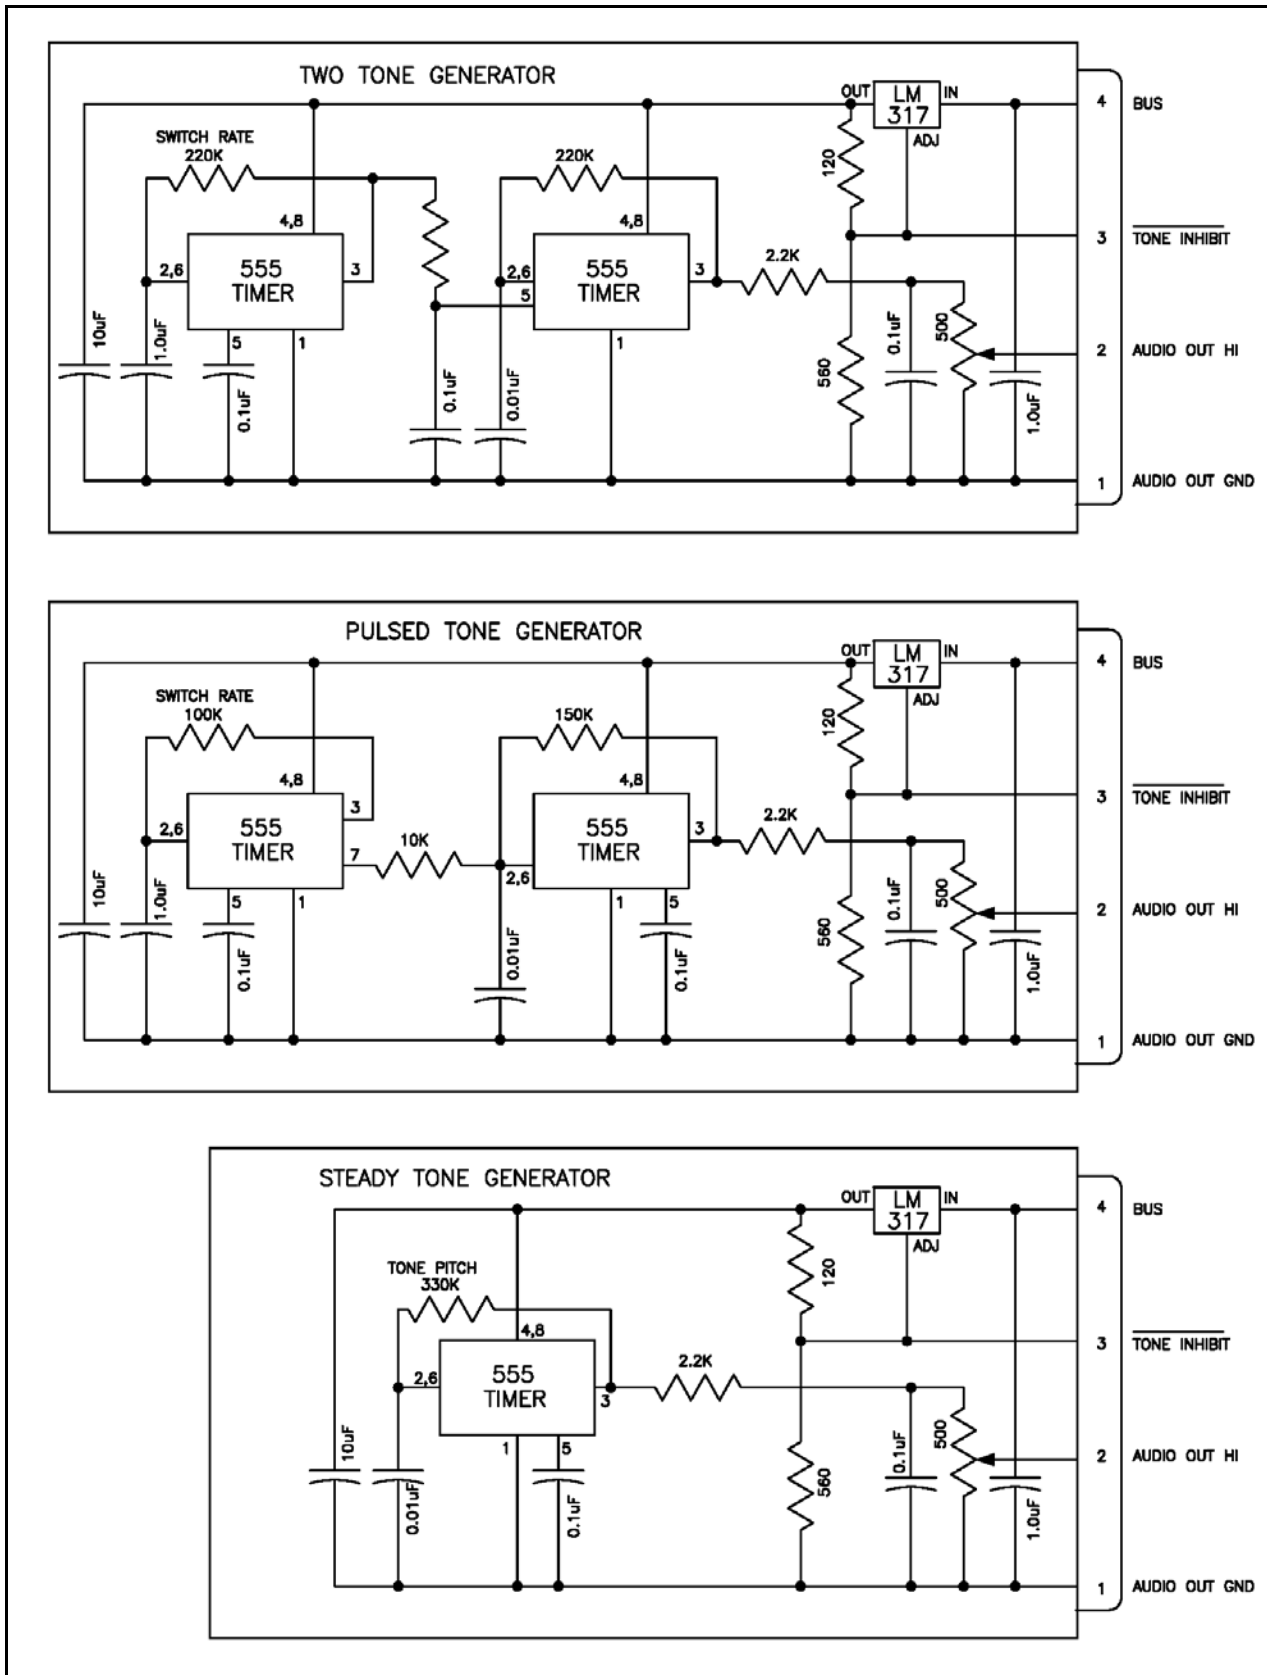 TWO TONE GENERATOR
OUT
LM
317
IN
ADJ
4
BUS
SWITCH RATE
220K
220K
120
4,8
4,8
3
TONE INHIBIT
2,6
555
TIMER
3
2,6
5
555
TIMER
3
2.2K
10uF
1.0uF
5
1
0.1uF
0.1uF
0.01uF
1
560
0.1uF
500
1.0uF
2
AUDIO OUT HI
1
AUDIO OUT GND
PULSED TONE GENERATOR
OUT
LM
317
IN
ADJ
4
BUS
SWITCH RATE
100K
150K
120
4,8
4,8
3
TONE INHIBIT
2,6
555
TIMER
3
7
10K
2,6
555
TIMER
3
2.2K
10uF
1.0uF
5
1
0.1uF
0.01uF
1
5
0.1uF
560
0.1uF
500
1.0uF
2
AUDIO OUT HI
1
AUDIO OUT GND
STEADY TONE GENERATOR
OUT
LM
317
IN
ADJ
4
BUS
TONE PITCH
330K
120
4,8
3
TONE INHIBIT
2,6
555
TIMER
3
2.2K
10uF
0.01uF
1
5
0.1uF
560
0.1uF
500
1.0uF
2
AUDIO OUT HI
1
AUDIO OUT GND